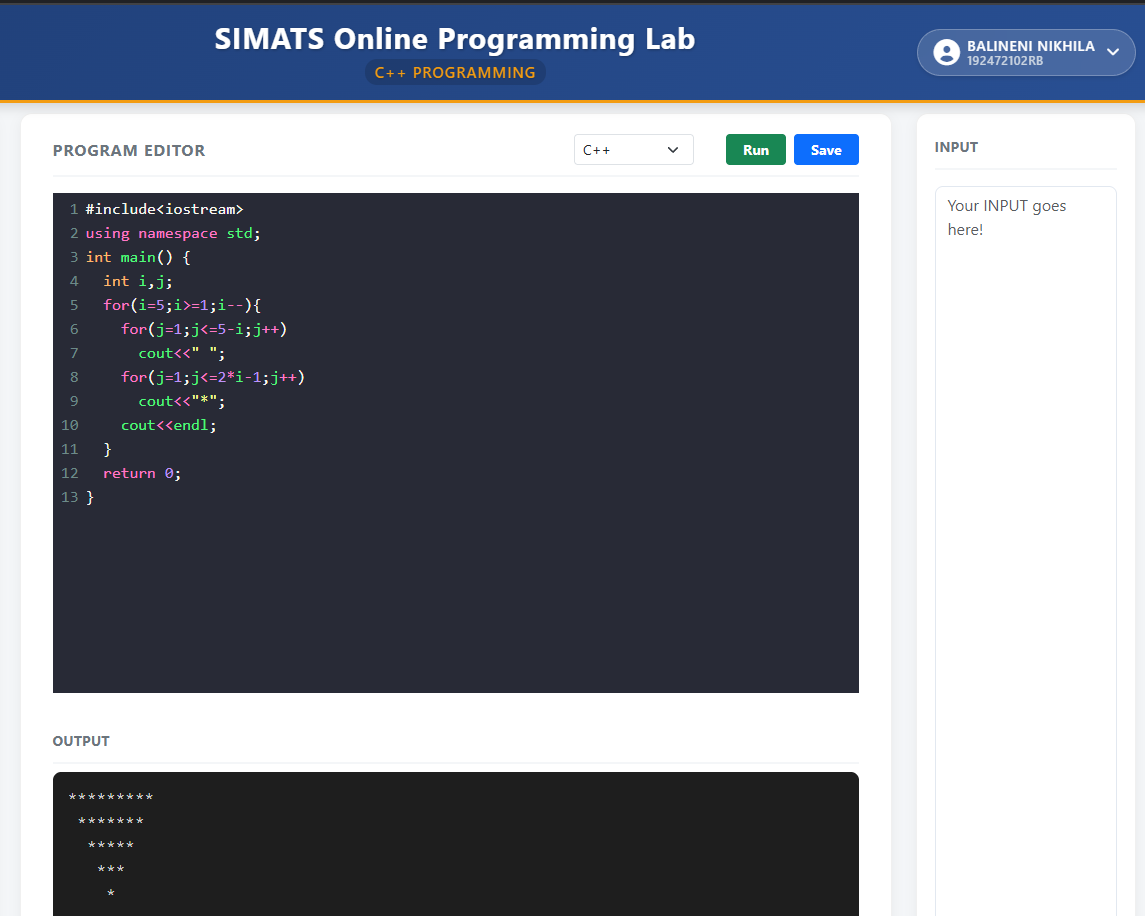 SIMATS Online Programming Lab
C++ PROGRAMMING
BALINENI NIKHILA
192472102RB
PROGRAM EDITOR
C++
Run
Save
1 #include<iostream>
2 using namespace std;
3 int main() {
4   int i,j;
5   for(i=5;i>=1;i--){
6     for(j=1;j<=5-i;j++)
7       cout<<" ";
8     for(j=1;j<=2*i-1;j++)
9       cout<<"*";
10     cout<<endl;
11   }
12   return 0;
13 }
OUTPUT
*********
 *******
  *****
   ***
    *
INPUT
Your INPUT goes
here!